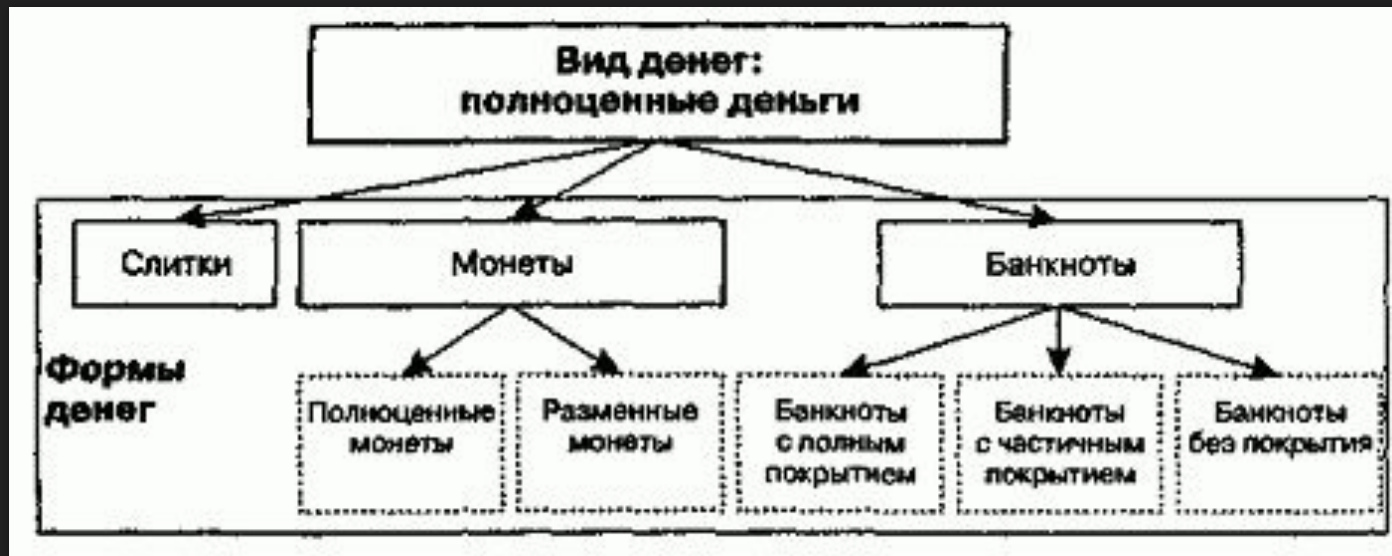 Вид денег:
полноценные деньги
Слитки
Монеты
Банкноты
Формы
денег
Полноценные
монеты
Разменные
монеты
Банкноты
с полным
покрытием
Банкноты
с частичным
покрытием
Банкноты
без покрытия